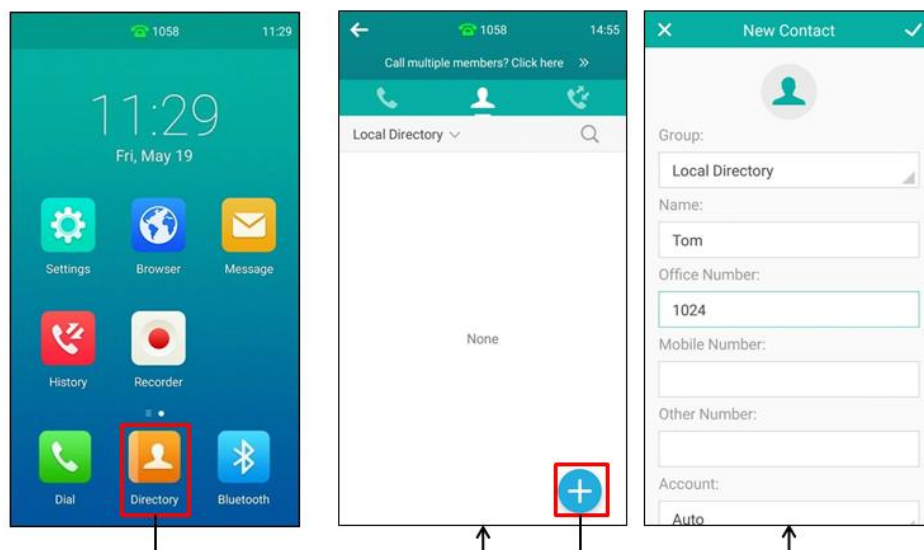 1058 11:29
11:29
Fri, May 19
Settings Browser Message
History Recorder
Dial Directory Bluetooth
1058 14:55
Call multiple members? Click here »
Local Directory
None
New Contact
Group:
Local Directory
Name:
Tom
Office Number:
1024
Mobile Number:
Other Number:
Account:
Auto